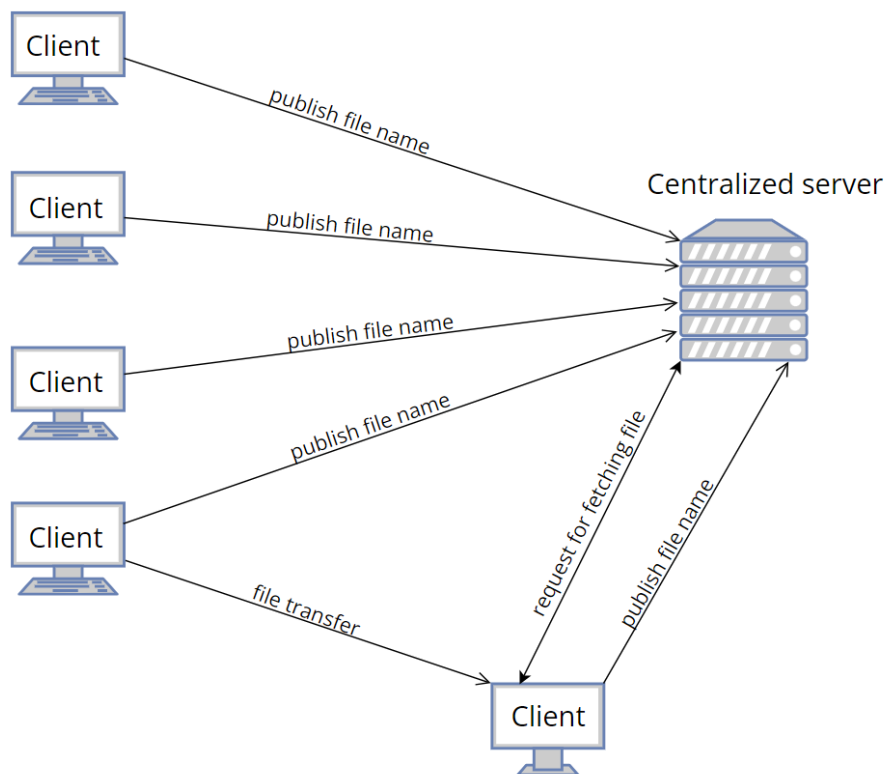 Client
publish file name
Centralized server
Client
publish file name
publish file name
Client
publish file name
request for fetching file
publish file name
Client
file transfer
Client